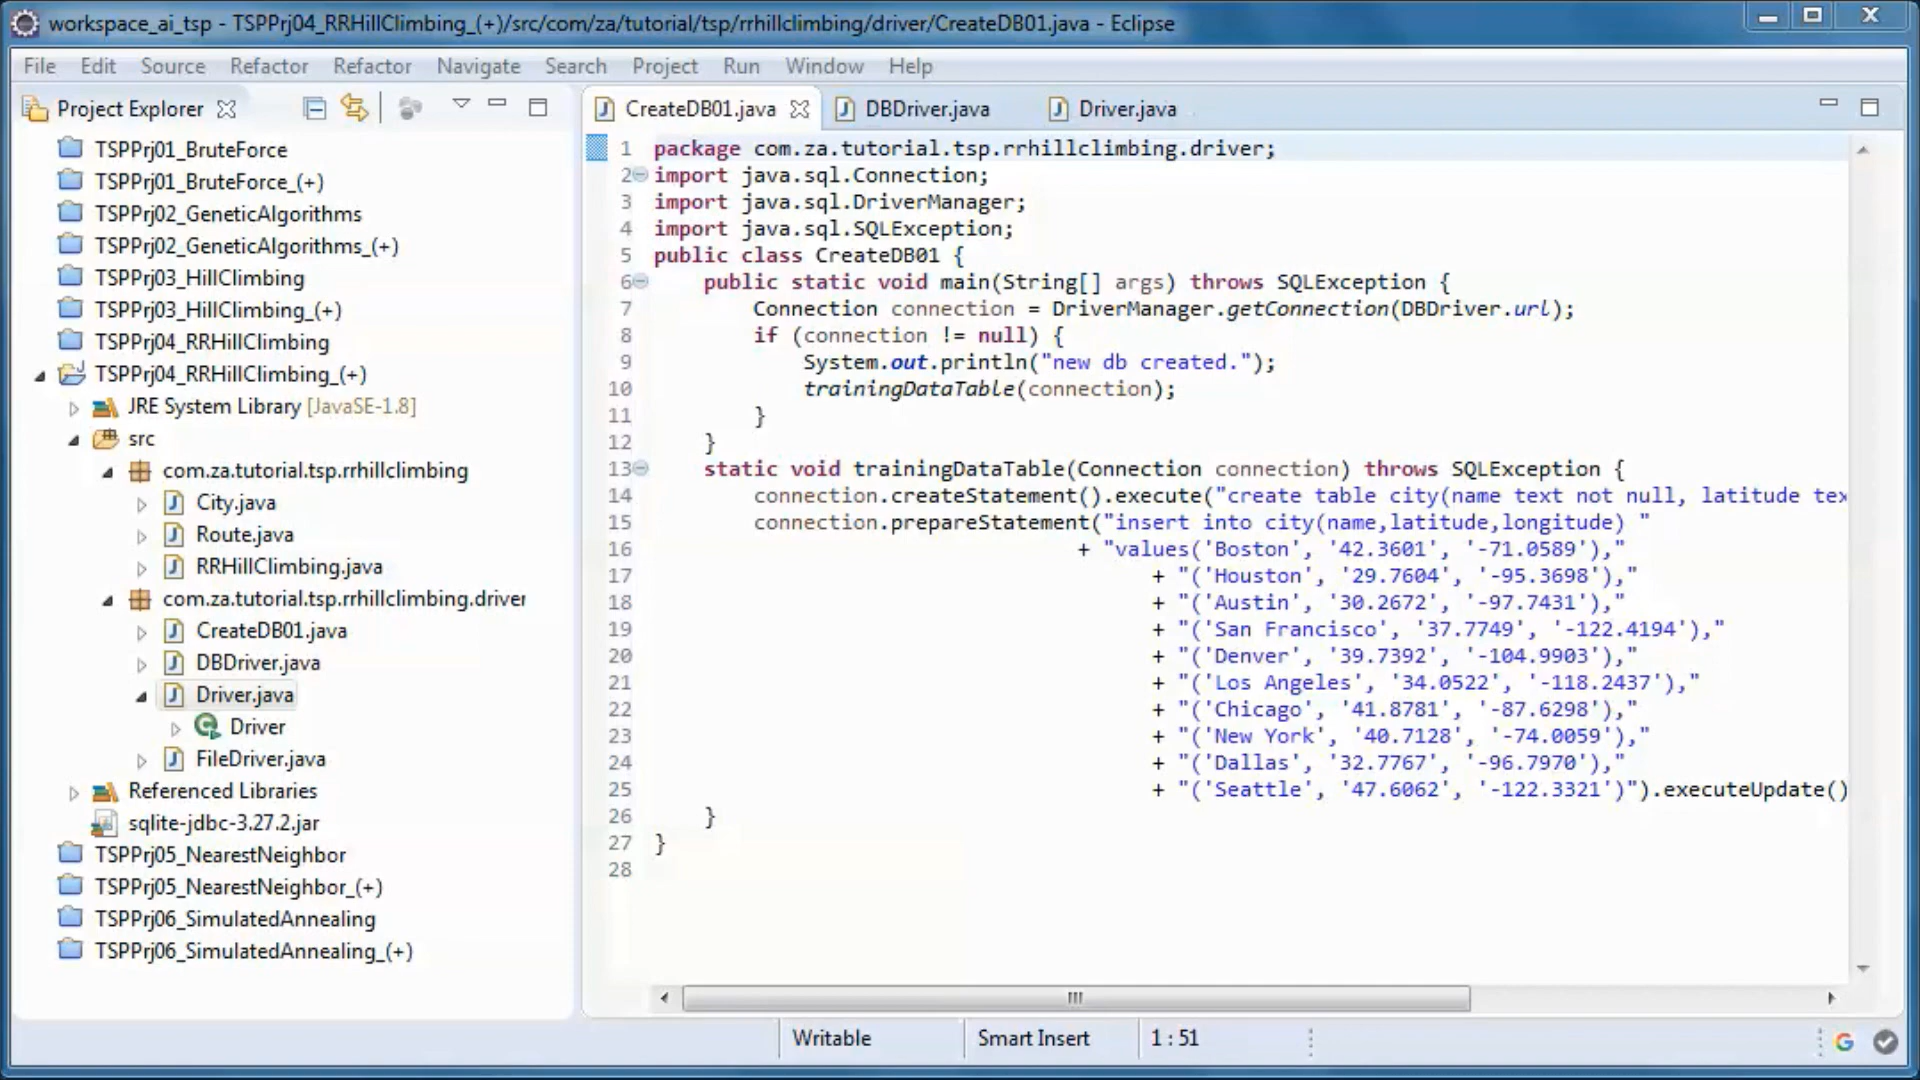 workspace_ai_tsp - TSPPrj04_RRHillClimbing_(+)/src/com/za/tutorial/tsp/rrhillclimbing/driver/CreateDB01.java - Eclipse
File Edit Source Refactor Refactor Navigate Search Project Run Window Help
Project Explorer
TSPPrj01_BruteForce
TSPPrj01_BruteForce_(+)
TSPPrj02_GeneticAlgorithms
TSPPrj02_GeneticAlgorithms_(+)
TSPPrj03_HillClimbing
TSPPrj03_HillClimbing_(+)
TSPPrj04_RRHillClimbing
TSPPrj04_RRHillClimbing_(+)
JRE System Library [JavaSE-1.8]
src
com.za.tutorial.tsp.rrhillclimbing
City.java
Route.java
RRHillClimbing.java
com.za.tutorial.tsp.rrhillclimbing.driver
CreateDB01.java
DBDriver.java
Driver.java
Driver
FileDriver.java
Referenced Libraries
sqlite-jdbc-3.27.2.jar
TSPPrj05_NearestNeighbor
TSPPrj05_NearestNeighbor_(+)
TSPPrj06_SimulatedAnnealing
TSPPrj06_SimulatedAnnealing_(+)
CreateDB01.java DBDriver.java Driver.java
1 package com.za.tutorial.tsp.rrhillclimbing.driver;
2 import java.sql.Connection;
3 import java.sql.DriverManager;
4 import java.sql.SQLException;
5 public class CreateDB01 {
6 public static void main(String[] args) throws SQLException {
7 Connection connection = DriverManager.getConnection(DBDriver.url);
8 if (connection != null) {
9 System.out.println("new db created.");
10 trainingDataTable(connection);
11 }
12 }
13 static void trainingDataTable(Connection connection) throws SQLException {
14 connection.createStatement().execute("create table city(name text not null, latitude tex
15 connection.prepareStatement("insert into city(name,latitude,longitude) "
16 + "values('Boston', '42.3601', '-71.0589'),"
17 + "('Houston', '29.7604', '-95.3698'),"
18 + "('Austin', '30.2672', '-97.7431'),"
19 + "('San Francisco', '37.7749', '-122.4194'),"
20 + "('Denver', '39.7392', '-104.9903'),"
21 + "('Los Angeles', '34.0522', '-118.2437'),"
22 + "('Chicago', '41.8781', '-87.6298'),"
23 + "('New York', '40.7128', '-74.0059'),"
24 + "('Dallas', '32.7767', '-96.7970'),"
25 + "('Seattle', '47.6062', '-122.3321')").executeUpdate()
26 }
27 }
28
Writable Smart Insert 1 : 51